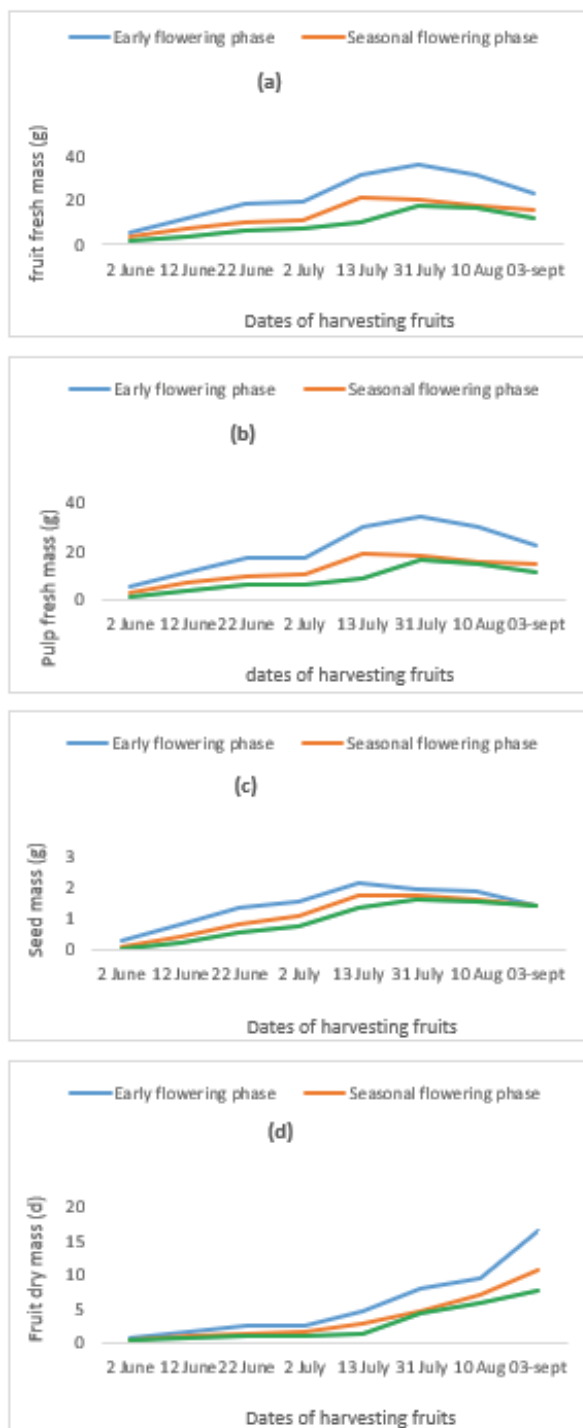 Early flowering phase Seasonal flowering phase
(a)
40
20
0
fruit fresh mass (g)
2 June 12 June 22 June 2 July 13 July 31 July 10 Aug 03-sept
Dates of harvesting fruits
Early flowering phase Seasonal flowering phase
(b)
40
20
0
Pulp fresh mass (g)
2 June 12 June 22 June 2 July 13 July 31 July 10 Aug 03-sept
dates of harvesting fruits
Early flowering phase Seasonal flowering phase
(c)
3
2
1
0
Seed mass (g)
2 June 12 June 22 June 2 July 13 July 31 July 10 Aug 03-sept
Dates of harvesting fruits
Early flowering phase Seasonal flowering phase
(d)
20
15
10
5
0
Fruit dry mass (d)
2 June 12 June 22 June 2 July 13 July 31 July 10 Aug 03-sept
Dates of harvesting fruits